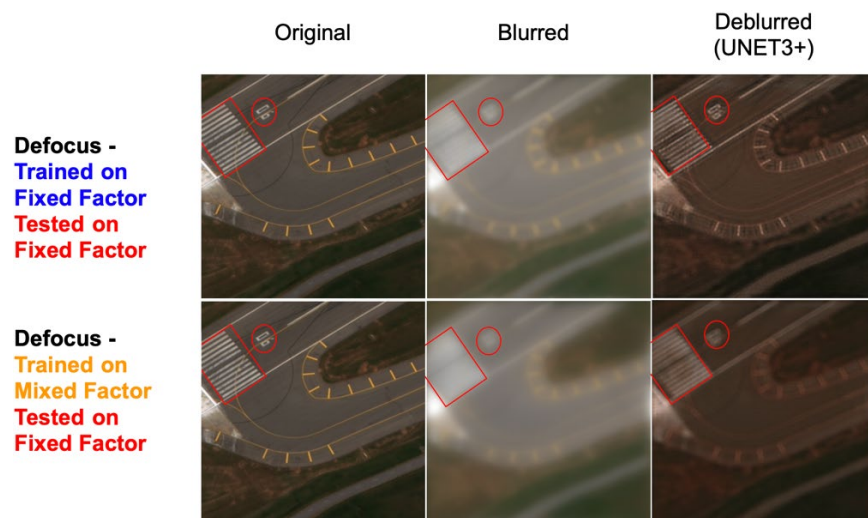 Original
Blurred
Deblurred
(UNET3+)
Defocus -
Trained on
Fixed Factor
Tested on
Fixed Factor
Defocus -
Trained on
Mixed Factor
Tested on
Fixed Factor